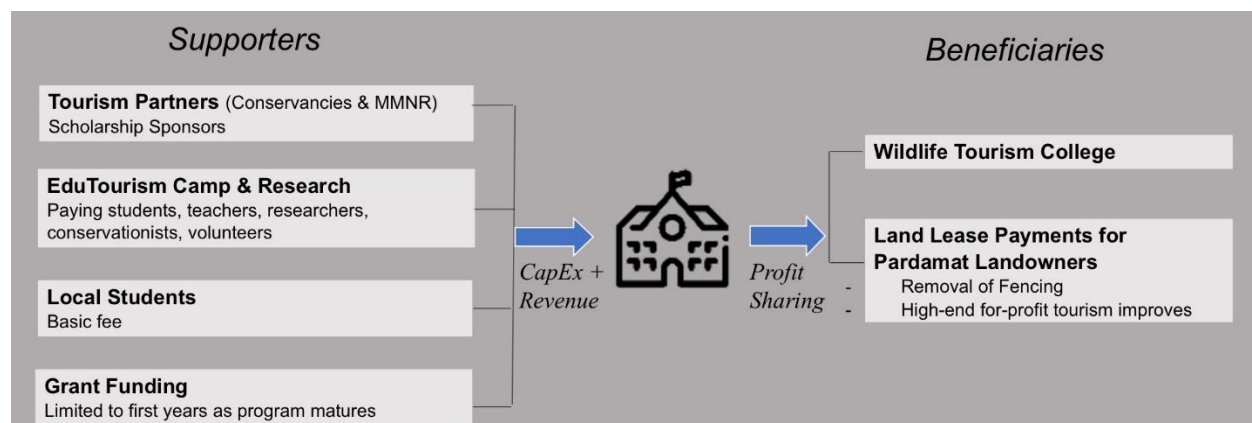 Supporters
Tourism Partners (Conservancies & MMNR)
Scholarship Sponsors
EduTourism Camp & Research
Paying students, teachers, researchers,
conservationists, volunteers
Local Students
Basic fee
Grant Funding
Limited to first years as program matures
CapEx +
Revenue
Profit
Sharing
Beneficiaries
Wildlife Tourism College
Land Lease Payments for
Pardamat Landowners
- Removal of Fencing
- High-end for-profit tourism improves